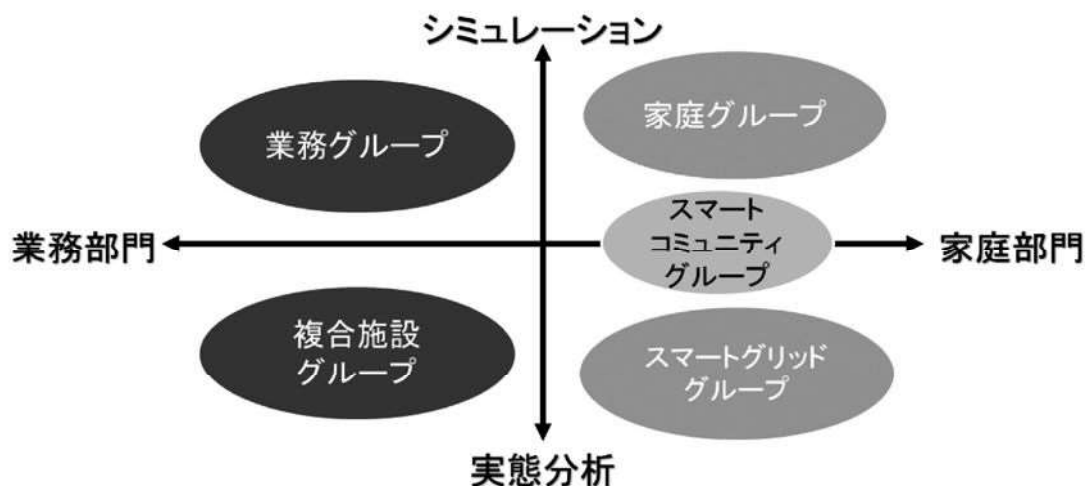 シミュレーション
業務グループ
家庭グループ
業務部門
スマート
コミュニティ
グループ
家庭部門
複合施設
グループ
スマートグリッド
グループ
実態分析